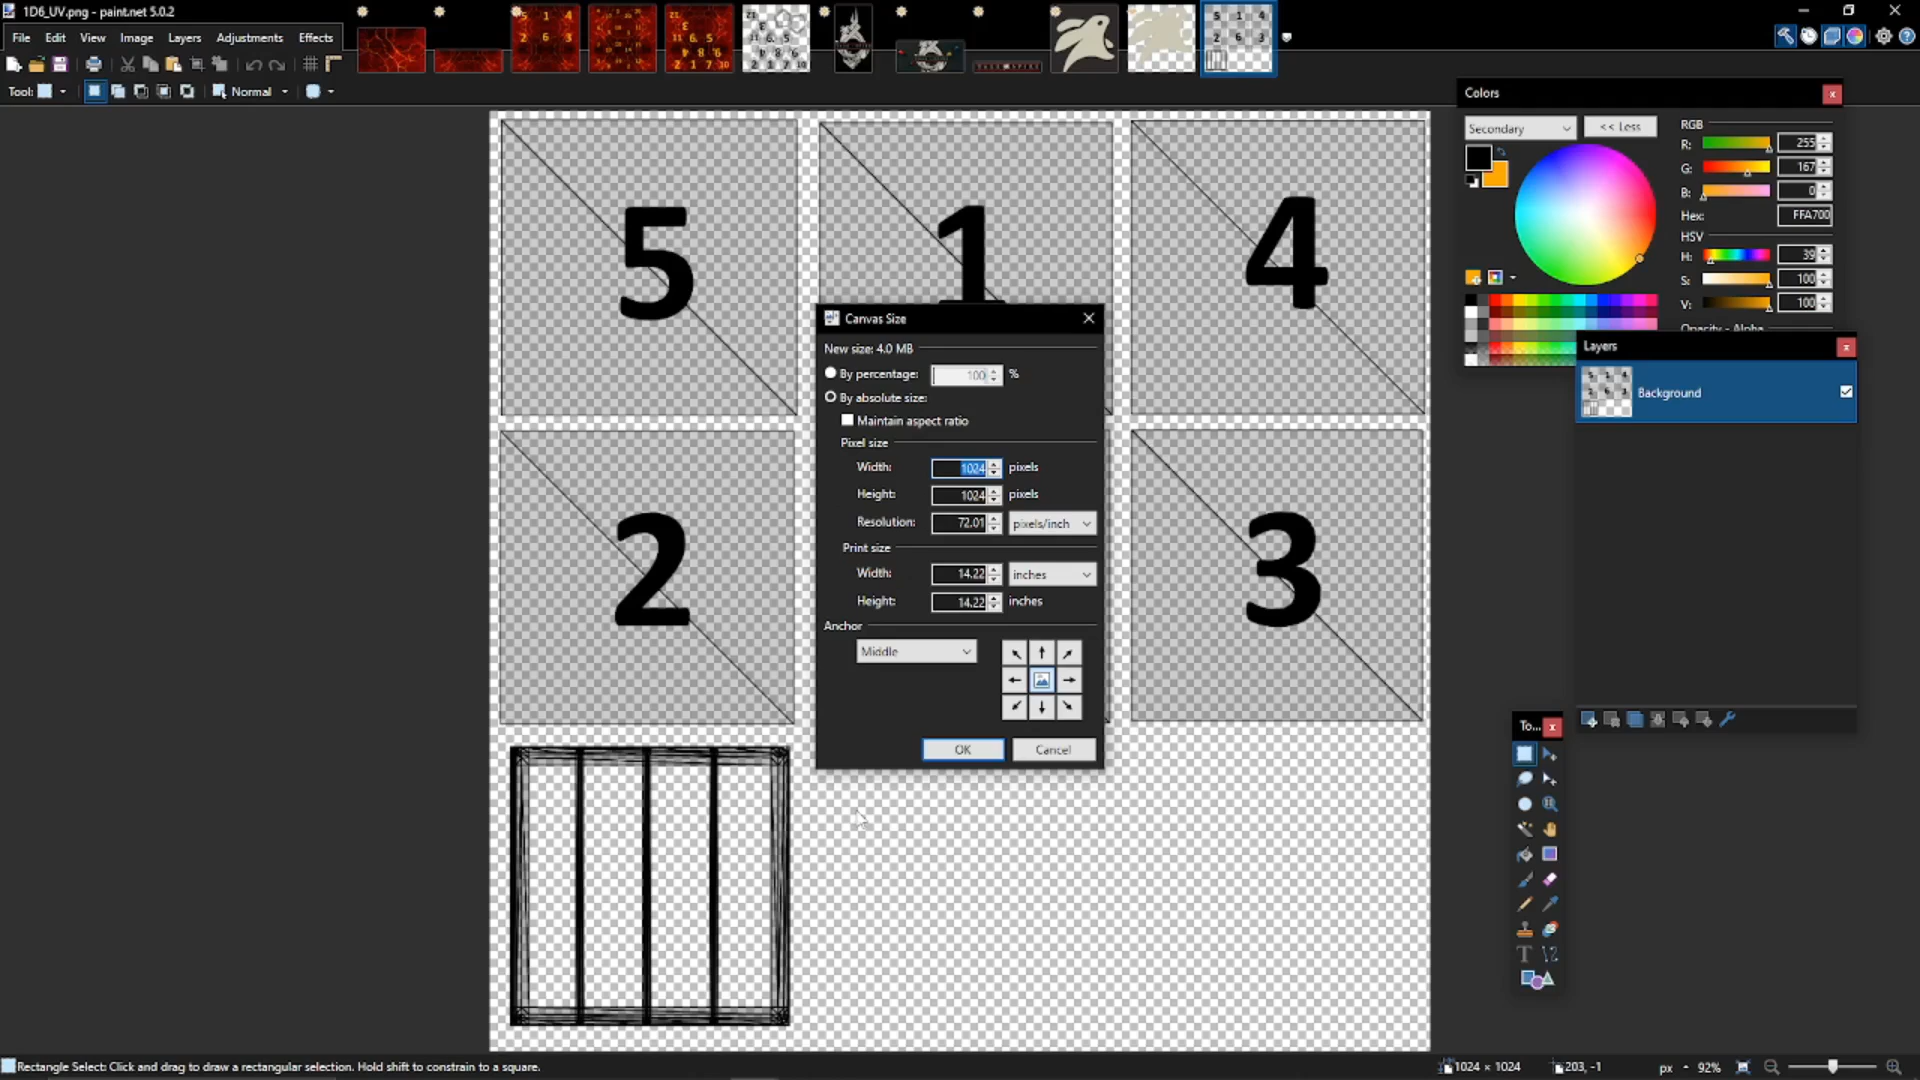 1D6_UV.png - paint.net 5.0.2
File Edit View Image Layers Adjustments Effects
Tool: Normal
5 1 4
2 3
Canvas Size
New size: 4.0 MB
By percentage: 100 %
By absolute size:
Maintain aspect ratio
Pixel size
Width: 1024 pixels
Height: 1024 pixels
Resolution: 72.01 pixels/inch
Print size
Width: 14.22 inches
Height: 14.22 inches
Anchor
Middle
OK Cancel
Colors
Secondary << Less
RGB
R: 255
G: 167
B: 0
Hex: FFA700
HSV
H: 39
S: 100
V: 100
Opacity - Alpha
Layers
Background
To...
Rectangle Select: Click and drag to draw a rectangular selection. Hold shift to constrain to a square.
1024 × 1024 203, -1 px 92%